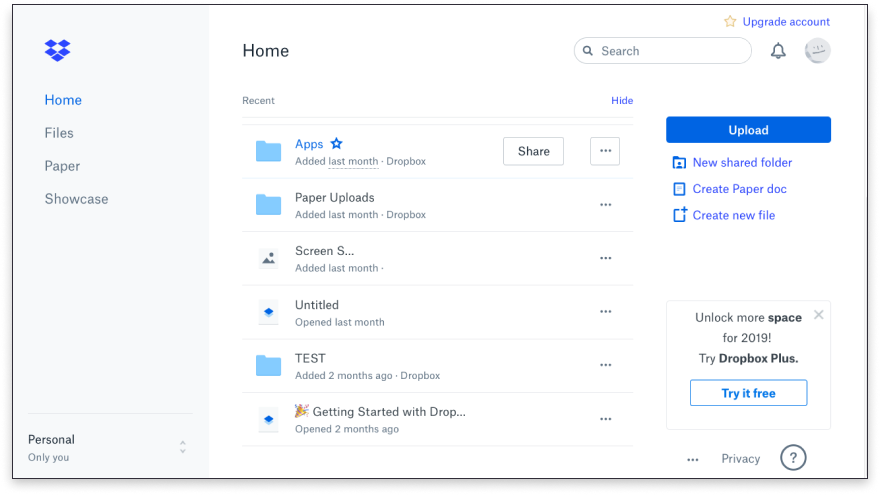 Upgrade account
Home
Search
Home
Files
Paper
Showcase
Recent
Hide
Apps
Added last month · Dropbox
Share
Paper Uploads
Added last month · Dropbox
Screen S...
Added last month ·
Untitled
Opened last month
TEST
Added 2 months ago · Dropbox
🎉 Getting Started with Drop...
Opened 2 months ago
Upload
New shared folder
Create Paper doc
Create new file
Unlock more space
for 2019!
Try Dropbox Plus.
Try it free
Personal
Only you
Privacy
?